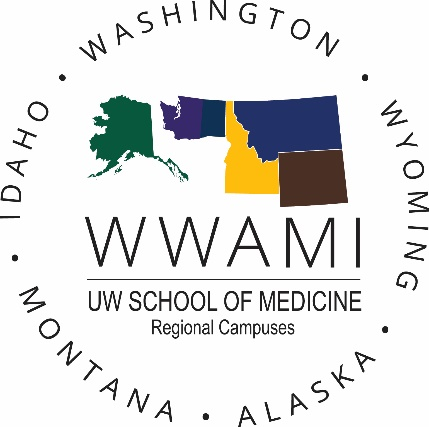 WASHINGTON • WYOMING • ALASKA • MONTANA • IDAHO •
WWAMI
UW SCHOOL OF MEDICINE
Regional Campuses